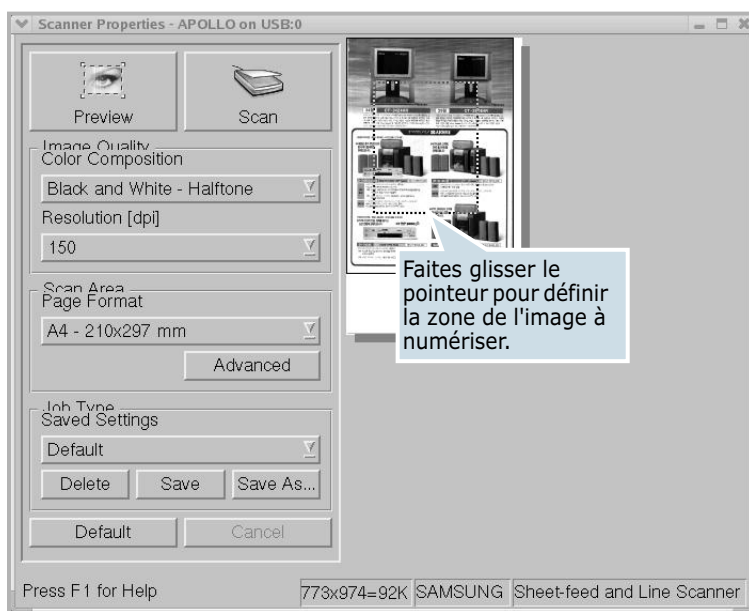 Scanner Properties - APOLLO on USB:0
Preview
Scan
Image Quality
Color Composition
Black and White - Halftone
Resolution [dpi]
150
Scan Area
Page Format
A4 - 210x297 mm
Advanced
Job Type
Saved Settings
Default
Delete
Save
Save As...
Default
Cancel
Faites glisser le
pointeur pour définir
la zone de l'image à
numériser.
Press F1 for Help
773x974=92K
SAMSUNG
Sheet-feed and Line Scanner